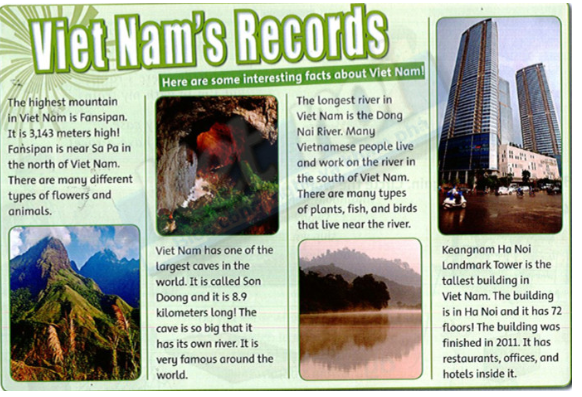 Viet Nam's Records
Here are some interesting facts about Viet Nam!
The highest mountain
in Viet Nam is Fansipan.
It is 3,143 meters high!
Fansipan is near Sa Pa in
the north of Viet Nam.
There are many different
types of flowers and
animals.
Viet Nam has one of the
largest caves in the
world. It is called Son
Doong and it is 8.9
kilometers long! The
cave is so big that it
has its own river. It is
very famous around the
world.
The longest river in
Viet Nam is the Dong
Nai River. Many
Vietnamese people live
and work on the river in
the south of Viet Nam.
There are many types
of plants, fish, and birds
that live near the river.
Keangnam Ha Noi
Landmark Tower is the
tallest building in
Viet Nam. The building
is in Ha Noi and it has 72
floors! The building was
finished in 2011. It has
restaurants, offices, and
hotels inside it.